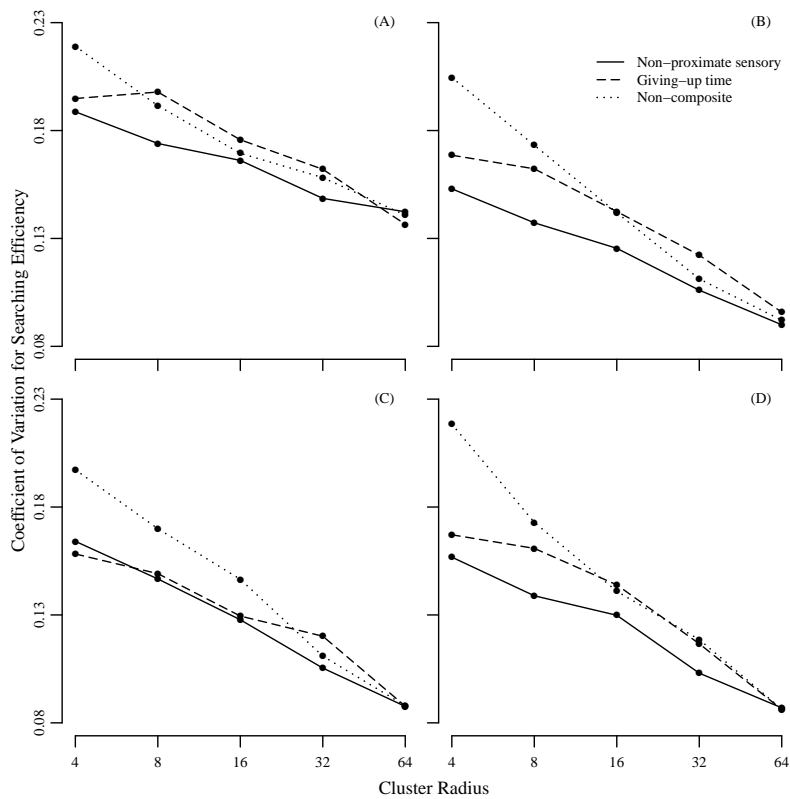 (A)
(B)
0.23
0.18
0.13
0.08
Non−proximate sensory
Giving−up time
Non−composite
(C)
(D)
0.23
0.18
0.13
0.08
Coefficient of Variation for Searching Efficiency
4 8 16 32 64
4 8 16 32 64
Cluster Radius